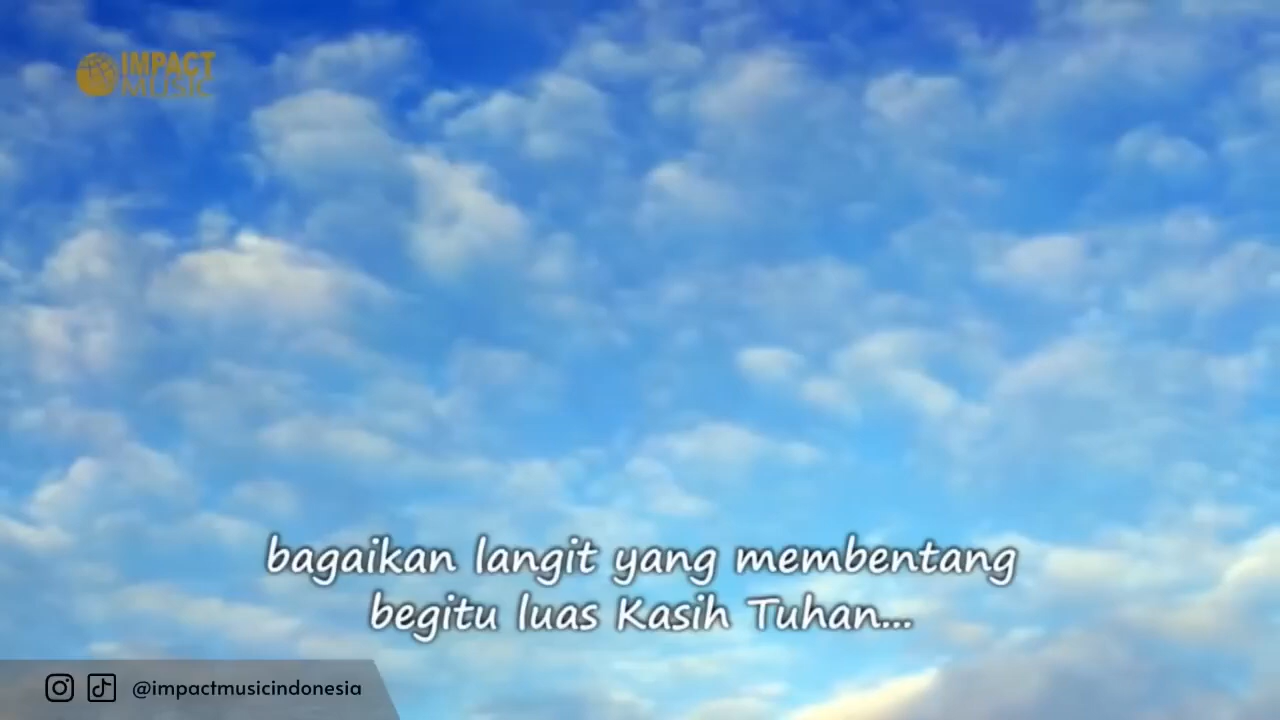 IMPACT
MUSIC
bagaikan langit yang membentang
begitu luas Kasih Tuhan...
@impactmusicindonesia